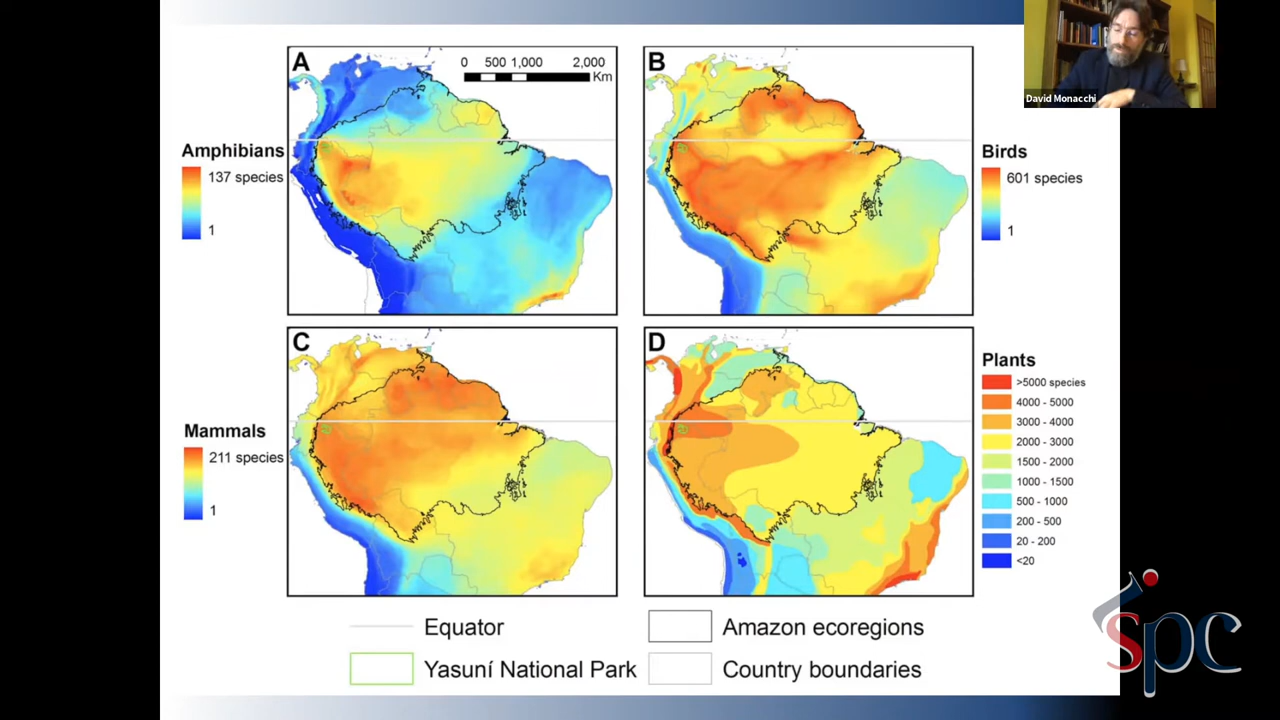 A
0 500 1,000 2,000
Km
B
David Monacchi
Amphibians
137 species
1
Birds
601 species
1
C
D
Mammals
211 species
1
Plants
>5000 species
4000 - 5000
3000 - 4000
2000 - 3000
1500 - 2000
1000 - 1500
500 - 1000
200 - 500
20 - 200
<20
Equator
Amazon ecoregions
Yasuní National Park
Country boundaries
spc